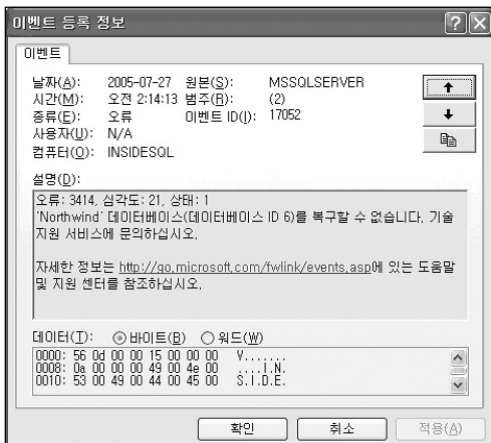 이벤트 등록 정보
이벤트
날짜(A): 2005-07-27 원본(S): MSSQLSERVER
시간(M): 오전 2:14:13 범주(R): (2)
종류(E): 오류 이벤트 ID(I): 17052
사용자(U): N/A
컴퓨터(O): INSIDESQL
설명(D):
오류: 3414, 심각도: 21, 상태: 1
'Northwind' 데이터베이스(데이터베이스 ID 6)를 복구할 수 없습니다. 기술
지원 서비스에 문의하십시오.
자세한 정보는 http://go.microsoft.com/fwlink/events.asp에 있는 도움말
및 지원 센터를 참조하십시오.
데이터(T): 바이트(B) 워드(W)
0000: 56 0d 00 00 15 00 00 00 V.......
0008: 0a 00 00 00 49 00 4e 00 ....I.N.
0010: 53 00 49 00 44 00 45 00 S.I.D.E.
확인 취소 적용(A)